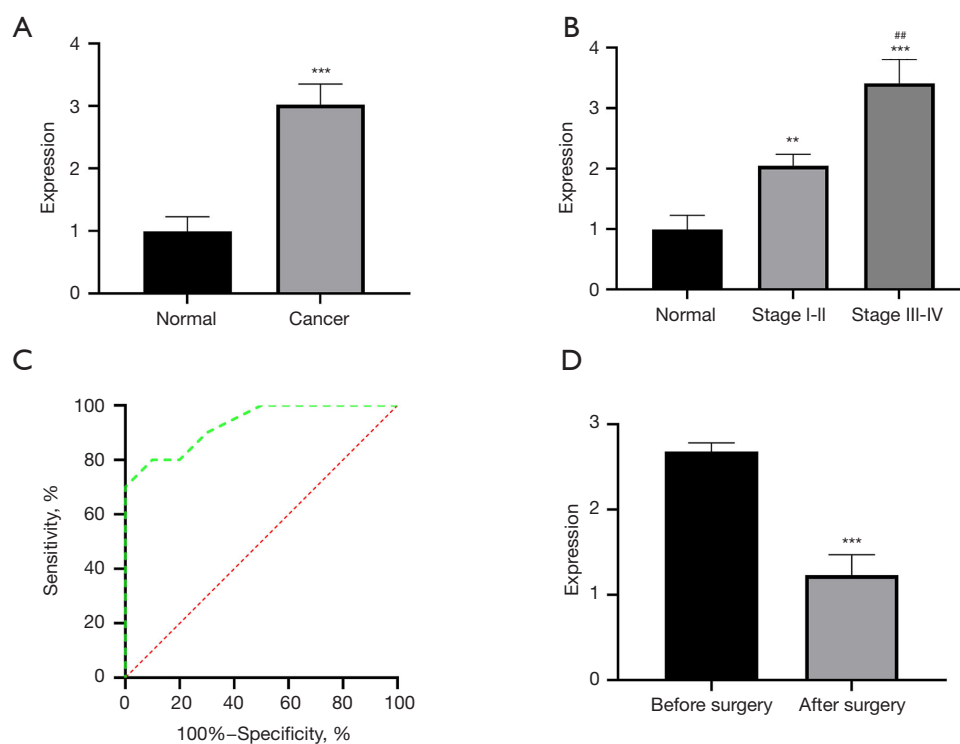 A
Expression
4
3
2
1
0
***
Normal
Cancer
B
Expression
4
3
2
1
0
**
##
***
Normal
Stage I-II
Stage III-IV
C
Sensitivity, %
100
80
60
40
20
0
0 20 40 60 80 100
100%–Specificity, %
D
Expression
3
2
1
0
***
Before surgery
After surgery